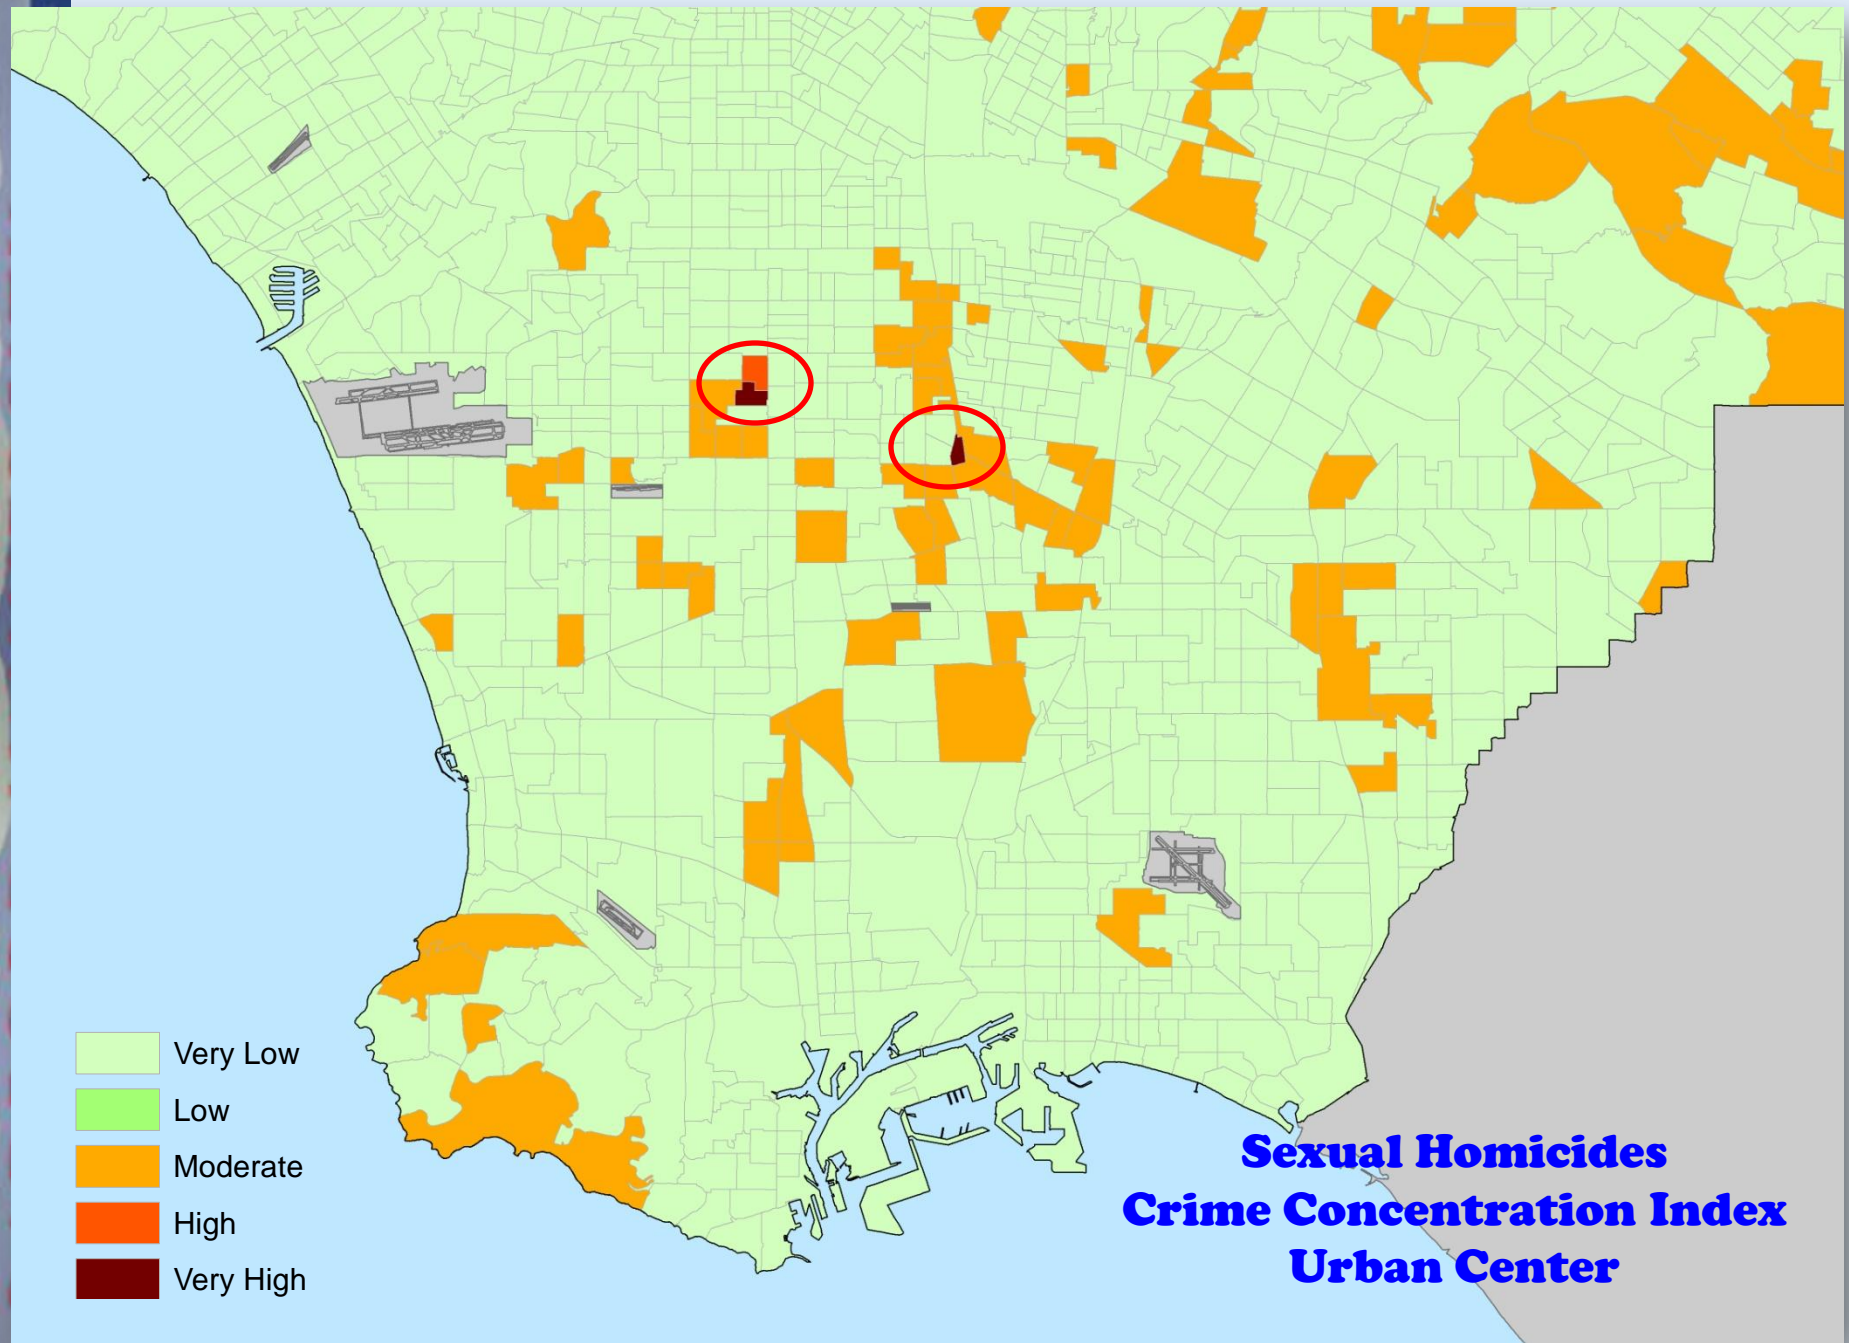 Very Low
Low
Moderate
High
Very High
Sexual Homicides
Crime Concentration Index
Urban Center